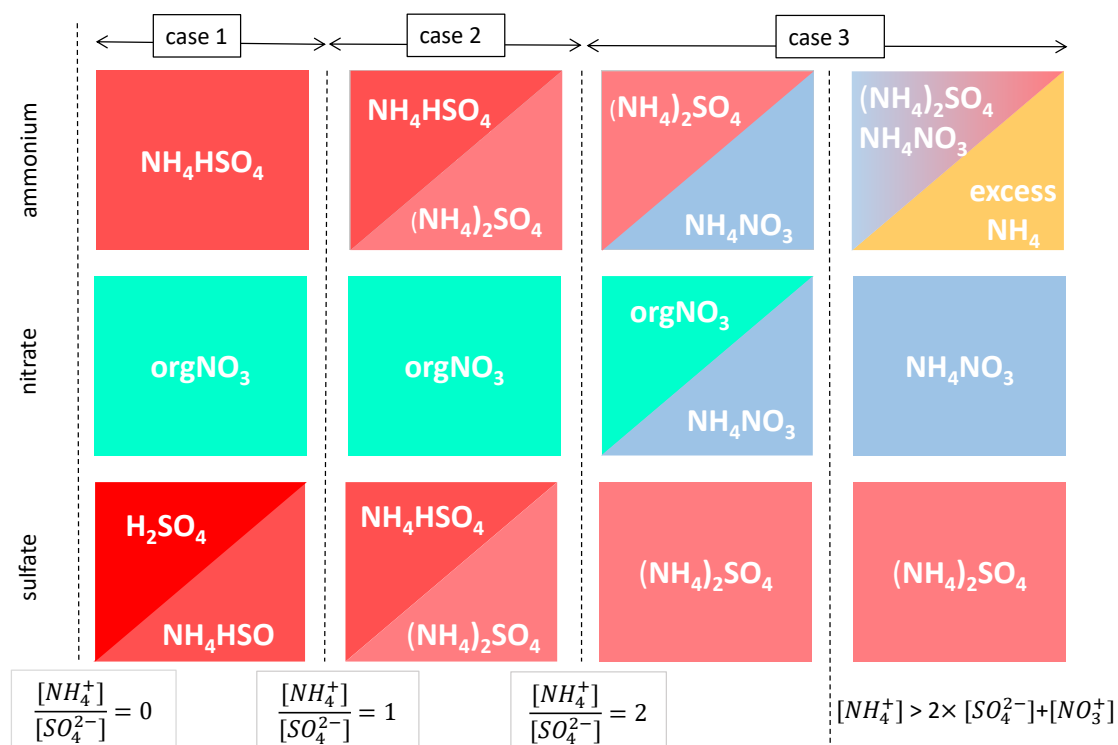 case 1
case 2
case 3
ammonium
NH₄HSO₄
NH₄HSO₄
(NH₄)₂SO₄
(NH₄)₂SO₄
NH₄NO₃
(NH₄)₂SO₄
NH₄NO₃
excess
NH₄
nitrate
orgNO₃
orgNO₃
orgNO₃
NH₄NO₃
NH₄NO₃
sulfate
H₂SO₄
NH₄HSO
NH₄HSO₄
(NH₄)₂SO₄
(NH₄)₂SO₄
(NH₄)₂SO₄
[NH₄⁺]/[SO₄²⁻] = 0
[NH₄⁺]/[SO₄²⁻] = 1
[NH₄⁺]/[SO₄²⁻] = 2
[NH₄⁺] > 2× [SO₄²⁻]+[NO₃⁺]